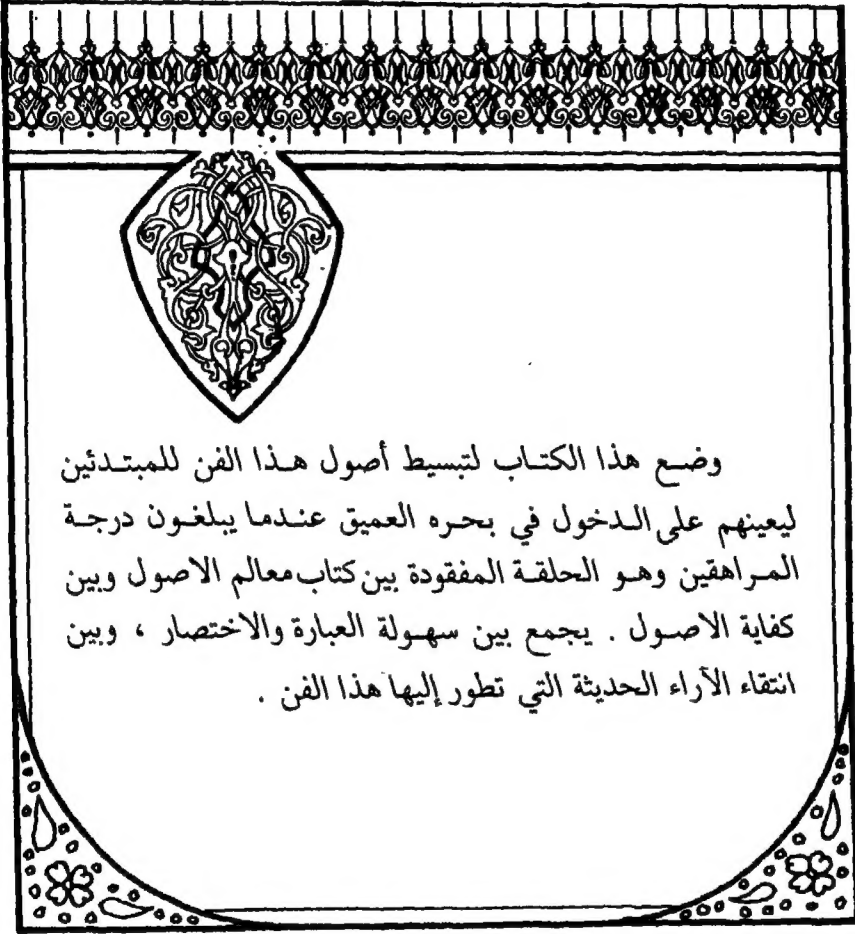 وضع هذا الكتاب لتبسيط أصول هذا الفن للمبتدئين
ليعينهم على الدخول في بحره العميق عندما يبلغون درجة
المراهقين وهو الحلقة المفقودة بين كتاب معالم الاصول وبين
كفاية الاصول . يجمع بين سهولة العبارة والاختصار ، وبين
انتقاء الآراء الحديثة التي تطور إليها هذا الفن .